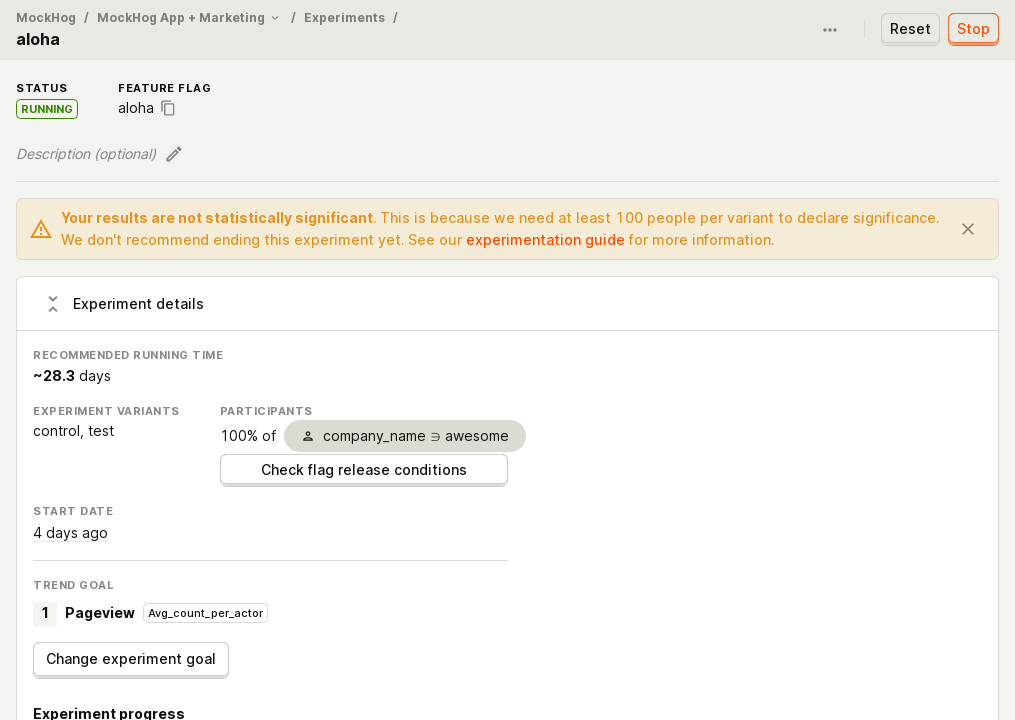 MockHog / MockHog App + Marketing / Experiments /
aloha
Reset
Stop
STATUS
RUNNING
FEATURE FLAG
aloha
Description (optional)
Your results are not statistically significant. This is because we need at least 100 people per variant to declare significance.
We don't recommend ending this experiment yet. See our experimentation guide for more information.
Experiment details
RECOMMENDED RUNNING TIME
~28.3 days
EXPERIMENT VARIANTS
control, test
PARTICIPANTS
100% of company_name ∋ awesome
Check flag release conditions
START DATE
4 days ago
TREND GOAL
1 Pageview Avg_count_per_actor
Change experiment goal
Experiment progress